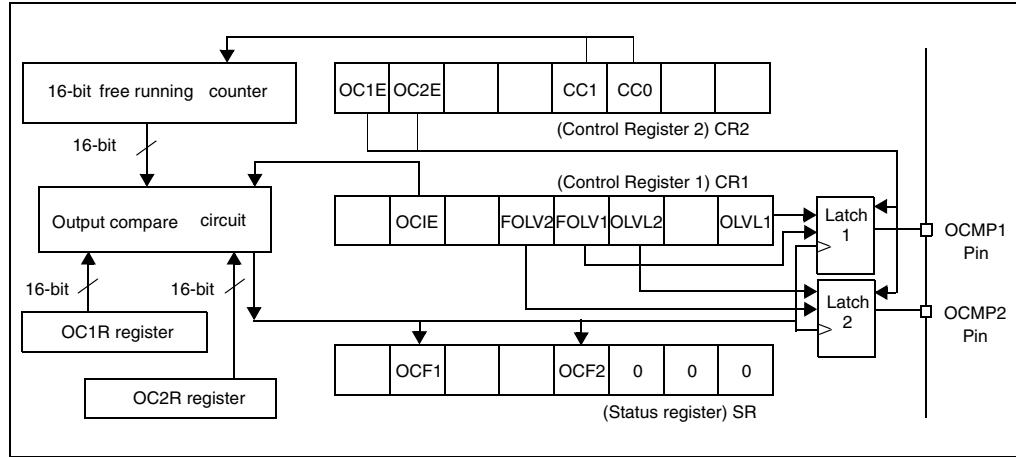 16-bit free running counter
OC1E OC2E CC1 CC0
(Control Register 2) CR2
16-bit
(Control Register 1) CR1
Output compare circuit
OCIE FOLV2 FOLV1 OLVL2 OLVL1
Latch
1
OCMP1
Pin
16-bit 16-bit
Latch
2
OCMP2
Pin
OC1R register
OCF1 OCF2 0 0 0
OC2R register
(Status register) SR